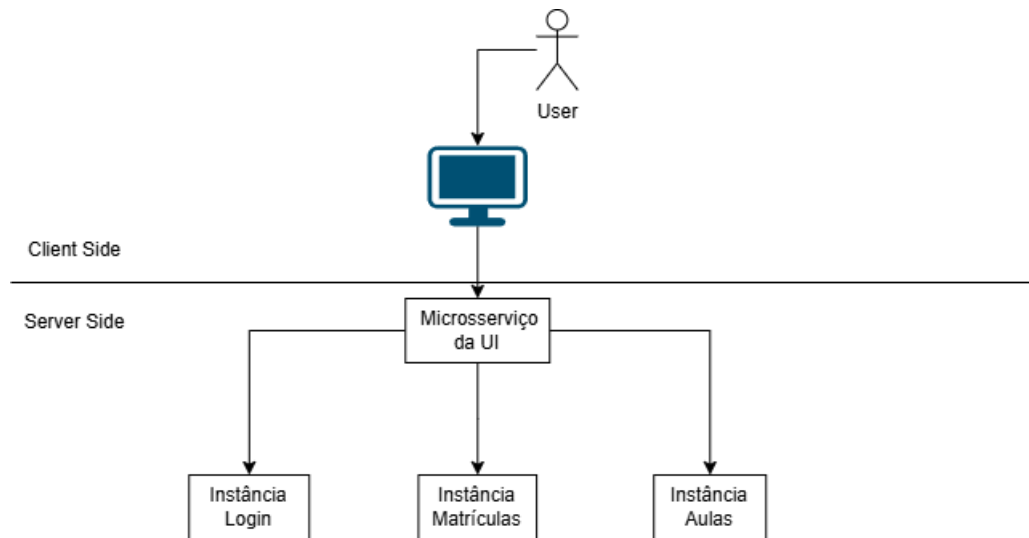 User
Client Side
Server Side
Microsserviço
da UI
Instância
Login
Instância
Matrículas
Instância
Aulas